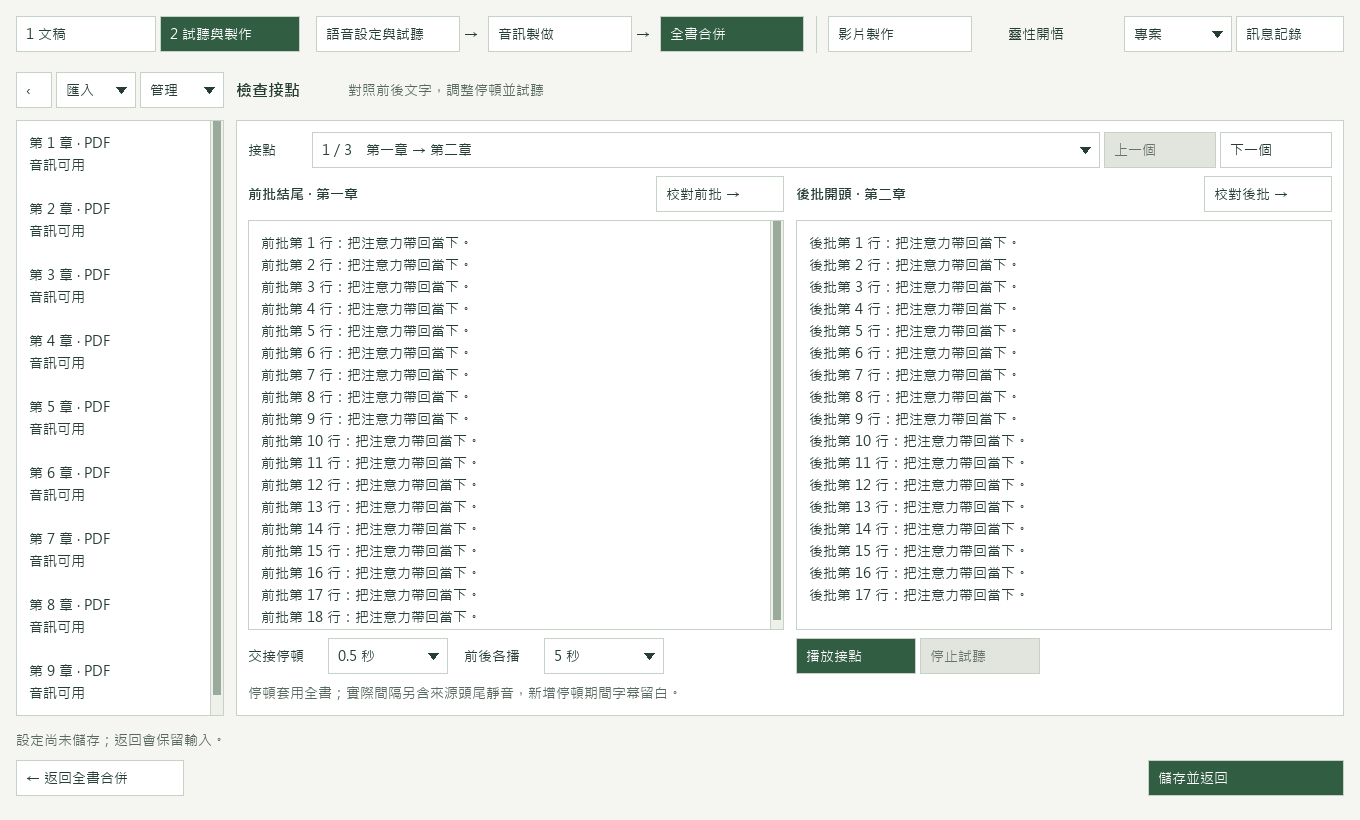 1 文稿
2 試聽與製作
語音設定與試聽
→
音訊製做
→
全書合併
影片製作
靈性開悟
專案
訊息記錄
‹
匯入
管理
檢查接點
對照前後文字，調整停頓並試聽
第 1 章 · PDF
音訊可用
第 2 章 · PDF
音訊可用
第 3 章 · PDF
音訊可用
第 4 章 · PDF
音訊可用
第 5 章 · PDF
音訊可用
第 6 章 · PDF
音訊可用
第 7 章 · PDF
音訊可用
第 8 章 · PDF
音訊可用
第 9 章 · PDF
音訊可用
接點
1 / 3　第一章 → 第二章
上一個
下一個
前批結尾 · 第一章
校對前批 →
前批第 1 行：把注意力帶回當下。
前批第 2 行：把注意力帶回當下。
前批第 3 行：把注意力帶回當下。
前批第 4 行：把注意力帶回當下。
前批第 5 行：把注意力帶回當下。
前批第 6 行：把注意力帶回當下。
前批第 7 行：把注意力帶回當下。
前批第 8 行：把注意力帶回當下。
前批第 9 行：把注意力帶回當下。
前批第 10 行：把注意力帶回當下。
前批第 11 行：把注意力帶回當下。
前批第 12 行：把注意力帶回當下。
前批第 13 行：把注意力帶回當下。
前批第 14 行：把注意力帶回當下。
前批第 15 行：把注意力帶回當下。
前批第 16 行：把注意力帶回當下。
前批第 17 行：把注意力帶回當下。
前批第 18 行：把注意力帶回當下。
後批開頭 · 第二章
校對後批 →
後批第 1 行：把注意力帶回當下。
後批第 2 行：把注意力帶回當下。
後批第 3 行：把注意力帶回當下。
後批第 4 行：把注意力帶回當下。
後批第 5 行：把注意力帶回當下。
後批第 6 行：把注意力帶回當下。
後批第 7 行：把注意力帶回當下。
後批第 8 行：把注意力帶回當下。
後批第 9 行：把注意力帶回當下。
後批第 10 行：把注意力帶回當下。
後批第 11 行：把注意力帶回當下。
後批第 12 行：把注意力帶回當下。
後批第 13 行：把注意力帶回當下。
後批第 14 行：把注意力帶回當下。
後批第 15 行：把注意力帶回當下。
後批第 16 行：把注意力帶回當下。
後批第 17 行：把注意力帶回當下。
交接停頓
0.5 秒
前後各播
5 秒
播放接點
停止試聽
停頓套用全書；實際間隔另含來源頭尾靜音，新增停頓期間字幕留白。
設定尚未儲存；返回會保留輸入。
← 返回全書合併
儲存並返回